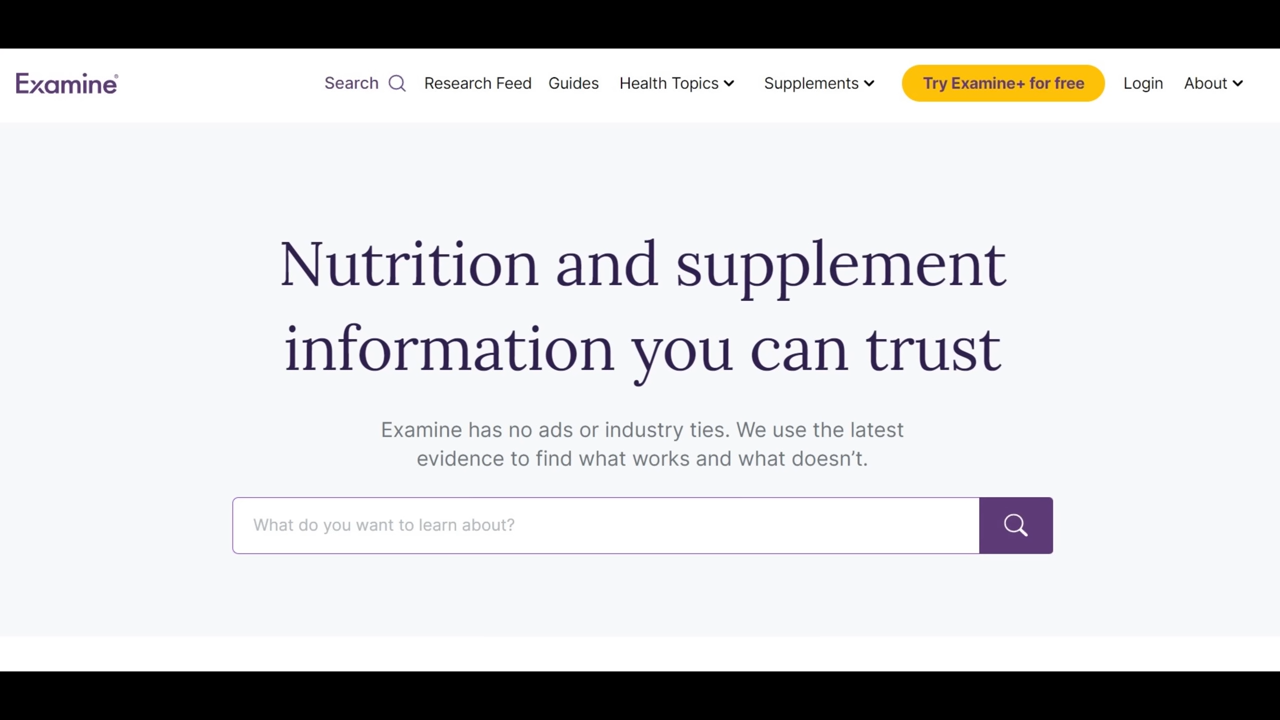 Examine®
Search Research Feed Guides Health Topics Supplements Try Examine+ for free Login About
Nutrition and supplement
information you can trust
Examine has no ads or industry ties. We use the latest
evidence to find what works and what doesn’t.
What do you want to learn about?